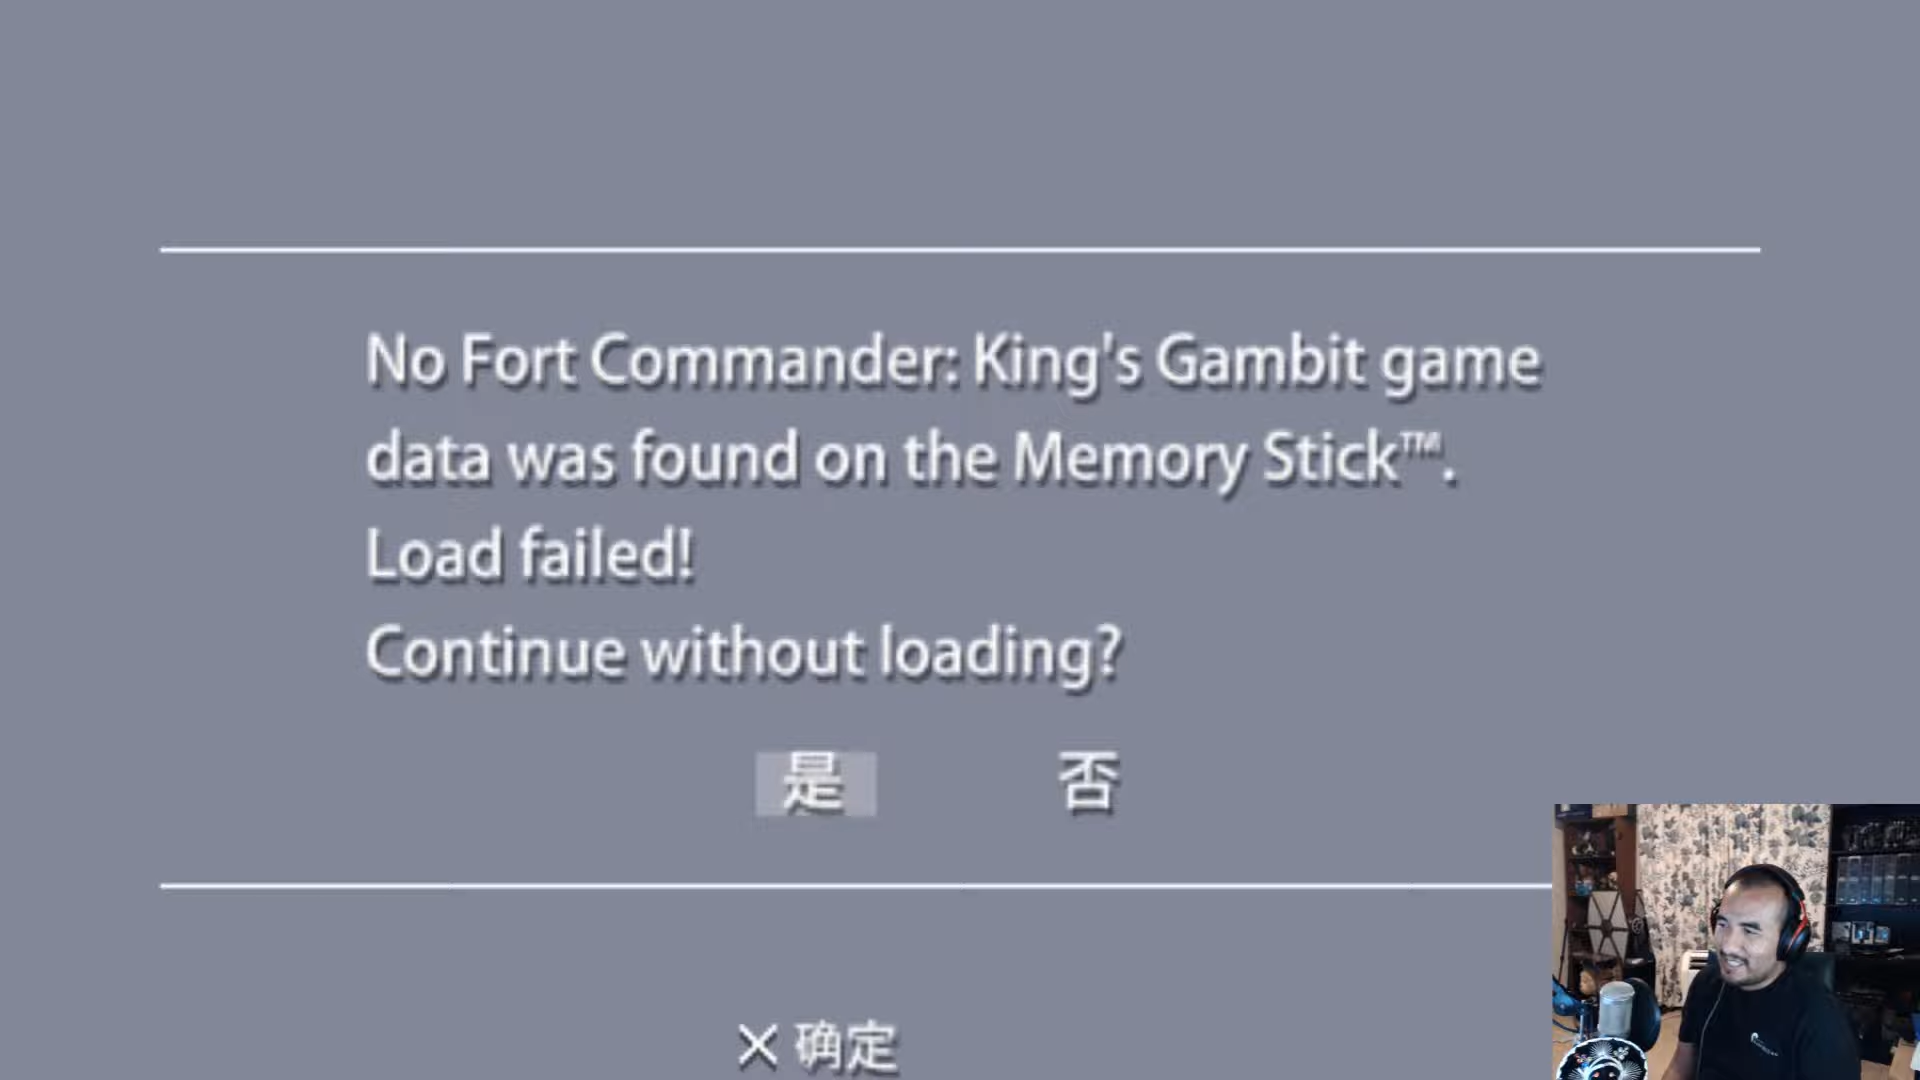 No Fort Commander: King's Gambit game
data was found on the Memory Stick™.
Load failed!
Continue without loading?
是 否
✕ 确定